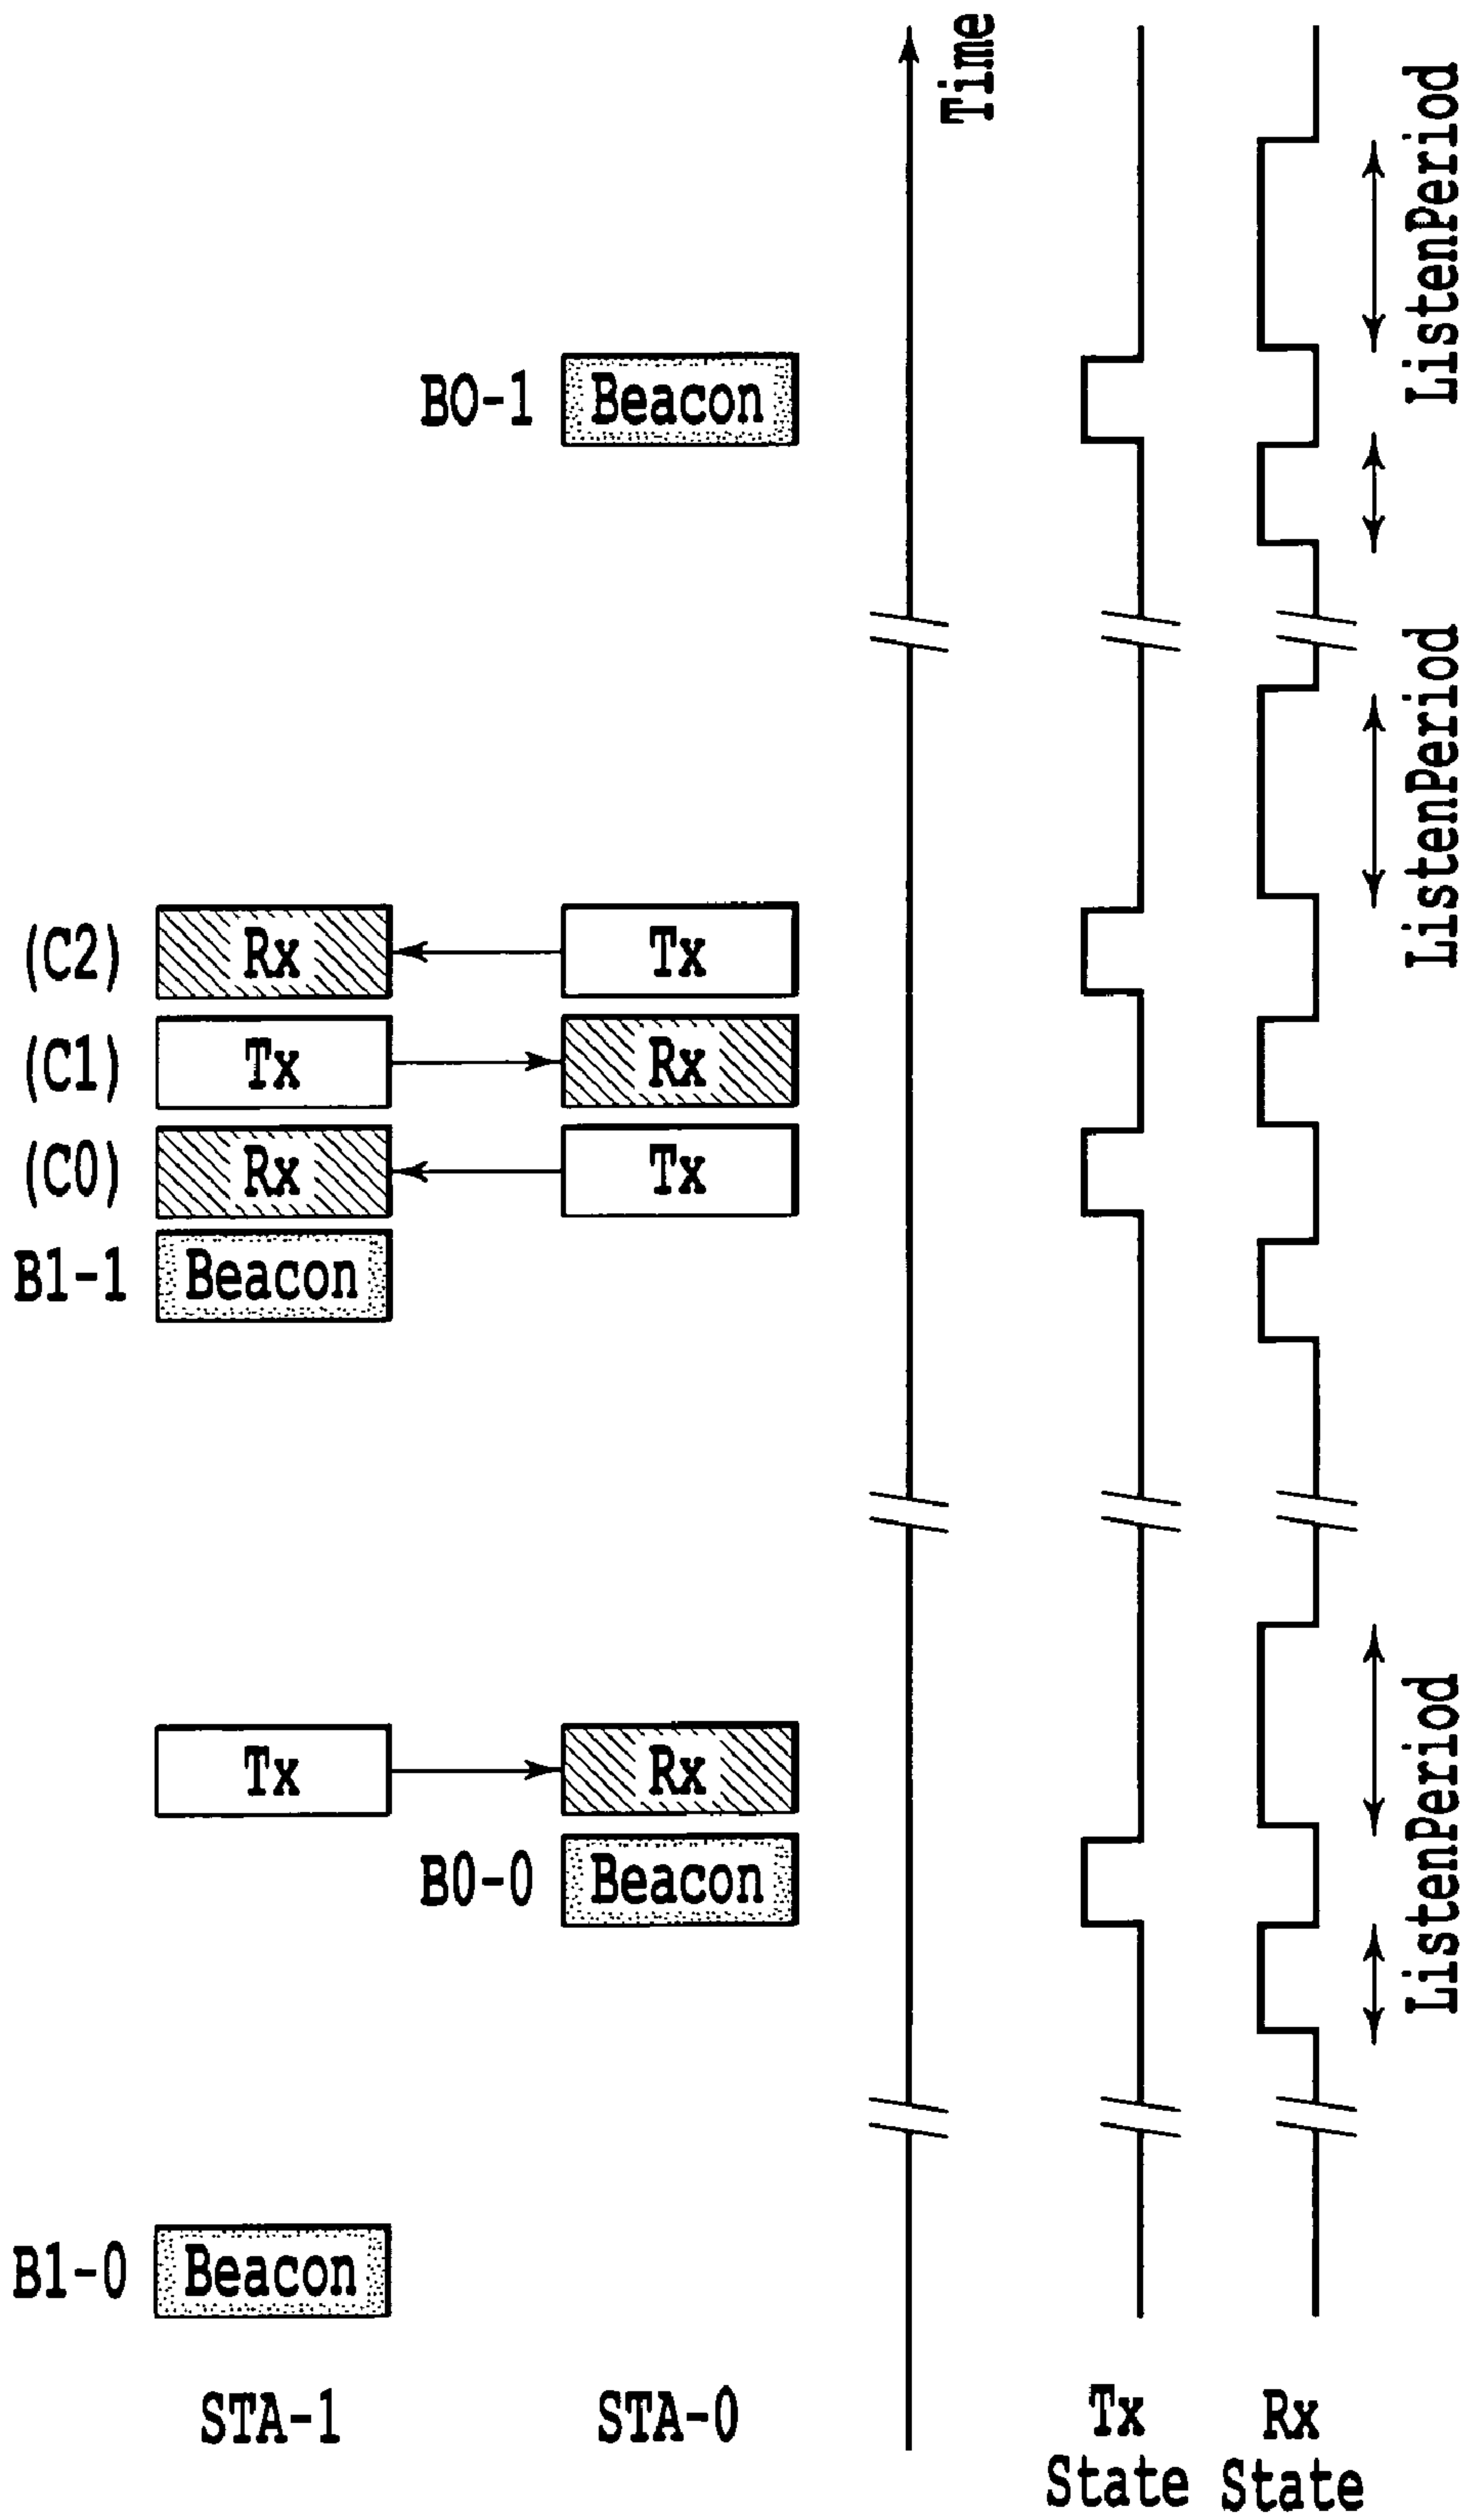 Time
ListenPeriod
B0-1 Beacon
ListenPeriod
(C2) Rx Tx
(C1) Tx Rx
(C0) Rx Tx
B1-1 Beacon
Tx Rx
ListenPeriod
B0-0 Beacon
B1-0 Beacon
STA-1 STA-0
Tx Rx
State State